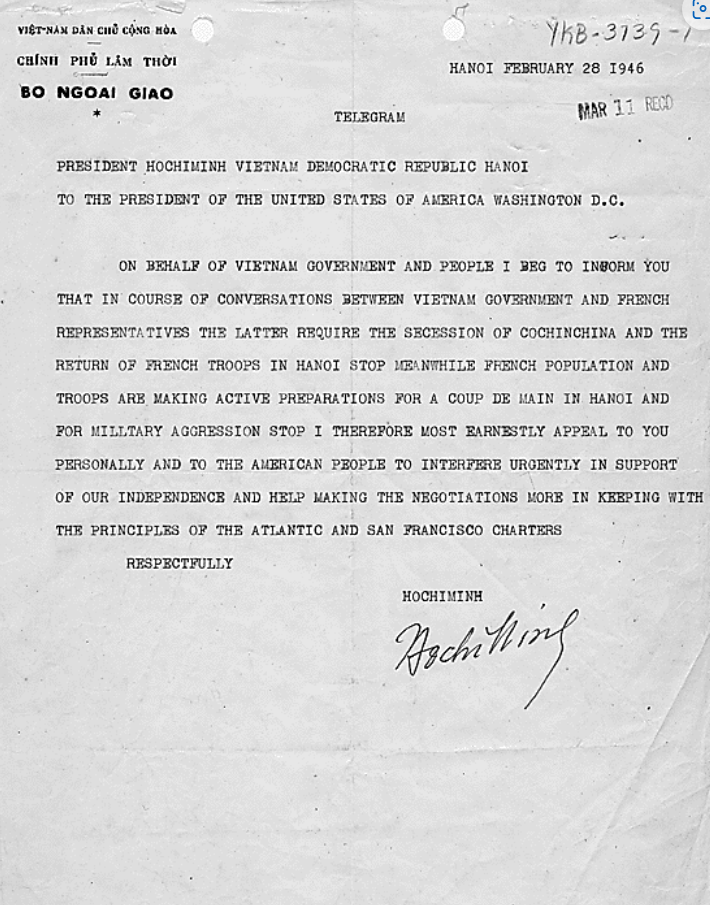 VIỆT-NAM DÂN CHỦ CỘNG HÒA
CHÍNH PHỦ LÂM THỜI
BO NGOAI GIAO
*
YKB-3739-1
HANOI FEBRUARY 28 1946
MAR 11 RECD
TELEGRAM
PRESIDENT HOCHIMINH VIETNAM DEMOCRATIC REPUBLIC HANOI
TO THE PRESIDENT OF THE UNITED STATES OF AMERICA WASHINGTON D.C.
ON BEHALF OF VIETNAM GOVERNMENT AND PEOPLE I BEG TO INFORM YOU
THAT IN COURSE OF CONVERSATIONS BETWEEN VIETNAM GOVERNMENT AND FRENCH
REPRESENTATIVES THE LATTER REQUIRE THE SECESSION OF COCHINCHINA AND THE
RETURN OF FRENCH TROOPS IN HANOI STOP MEANWHILE FRENCH POPULATION AND
TROOPS ARE MAKING ACTIVE PREPARATIONS FOR A COUP DE MAIN IN HANOI AND
FOR MILLTARY AGGRESSION STOP I THEREFORE MOST EARNESTLY APPEAL TO YOU
PERSONALLY AND TO THE AMERICAN PEOPLE TO INTERFERE URGENTLY IN SUPPORT
OF OUR INDEPENDENCE AND HELP MAKING THE NEGOTIATIONS MORE IN KEEPING WITH
THE PRINCIPLES OF THE ATLANTIC AND SAN FRANCISCO CHARTERS
RESPECTFULLY
HOCHIMINH
Hochiminh